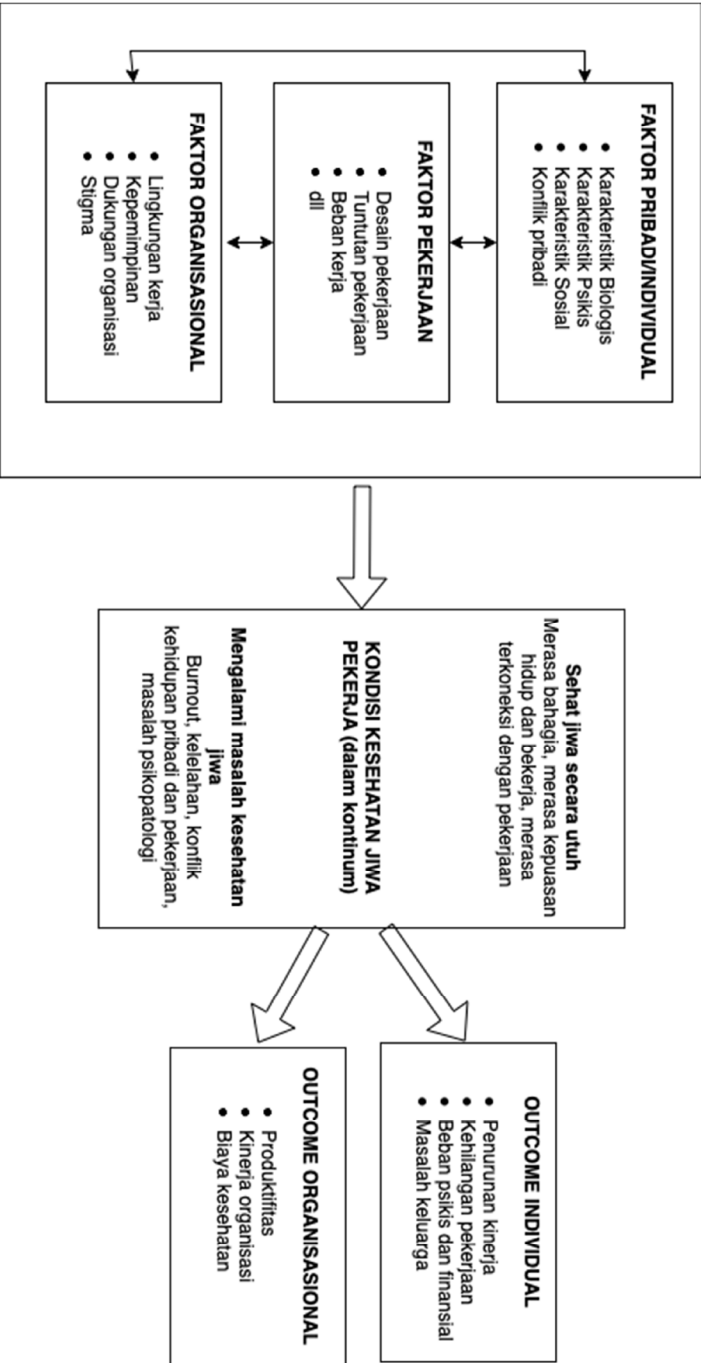 FAKTOR PRIBADI/INDIVIDUAL
● Karakteristik Biologis
● Karakteristik Psikis
● Karakteristik Sosial
● Konflik pribadi
FAKTOR PEKERJAAN
● Desain pekerjaan
● Tuntutan pekerjaan
● Beban kerja
● dll
FAKTOR ORGANISASIONAL
● Lingkungan kerja
● Kepemimpinan
● Dukungan organisasi
● Stigma
Sehat jiwa secara utuh
Merasa bahagia, merasa kepuasan
hidup dan bekerja, merasa
terkoneksi dengan pekerjaan
KONDISI KESEHATAN JIWA
PEKERJA (dalam kontinum)
Mengalami masalah kesehatan
jiwa
Burnout, kelelahan, konflik
kehidupan pribadi dan pekerjaan,
masalah psikopatologi
OUTCOME INDIVIDUAL
● Penurunan kinerja
● Kehilangan pekerjaan
● Beban psikis dan finansial
● Masalah keluarga
OUTCOME ORGANISASIONAL
● Produktifitas
● Kinerja organisasi
● Biaya kesehatan